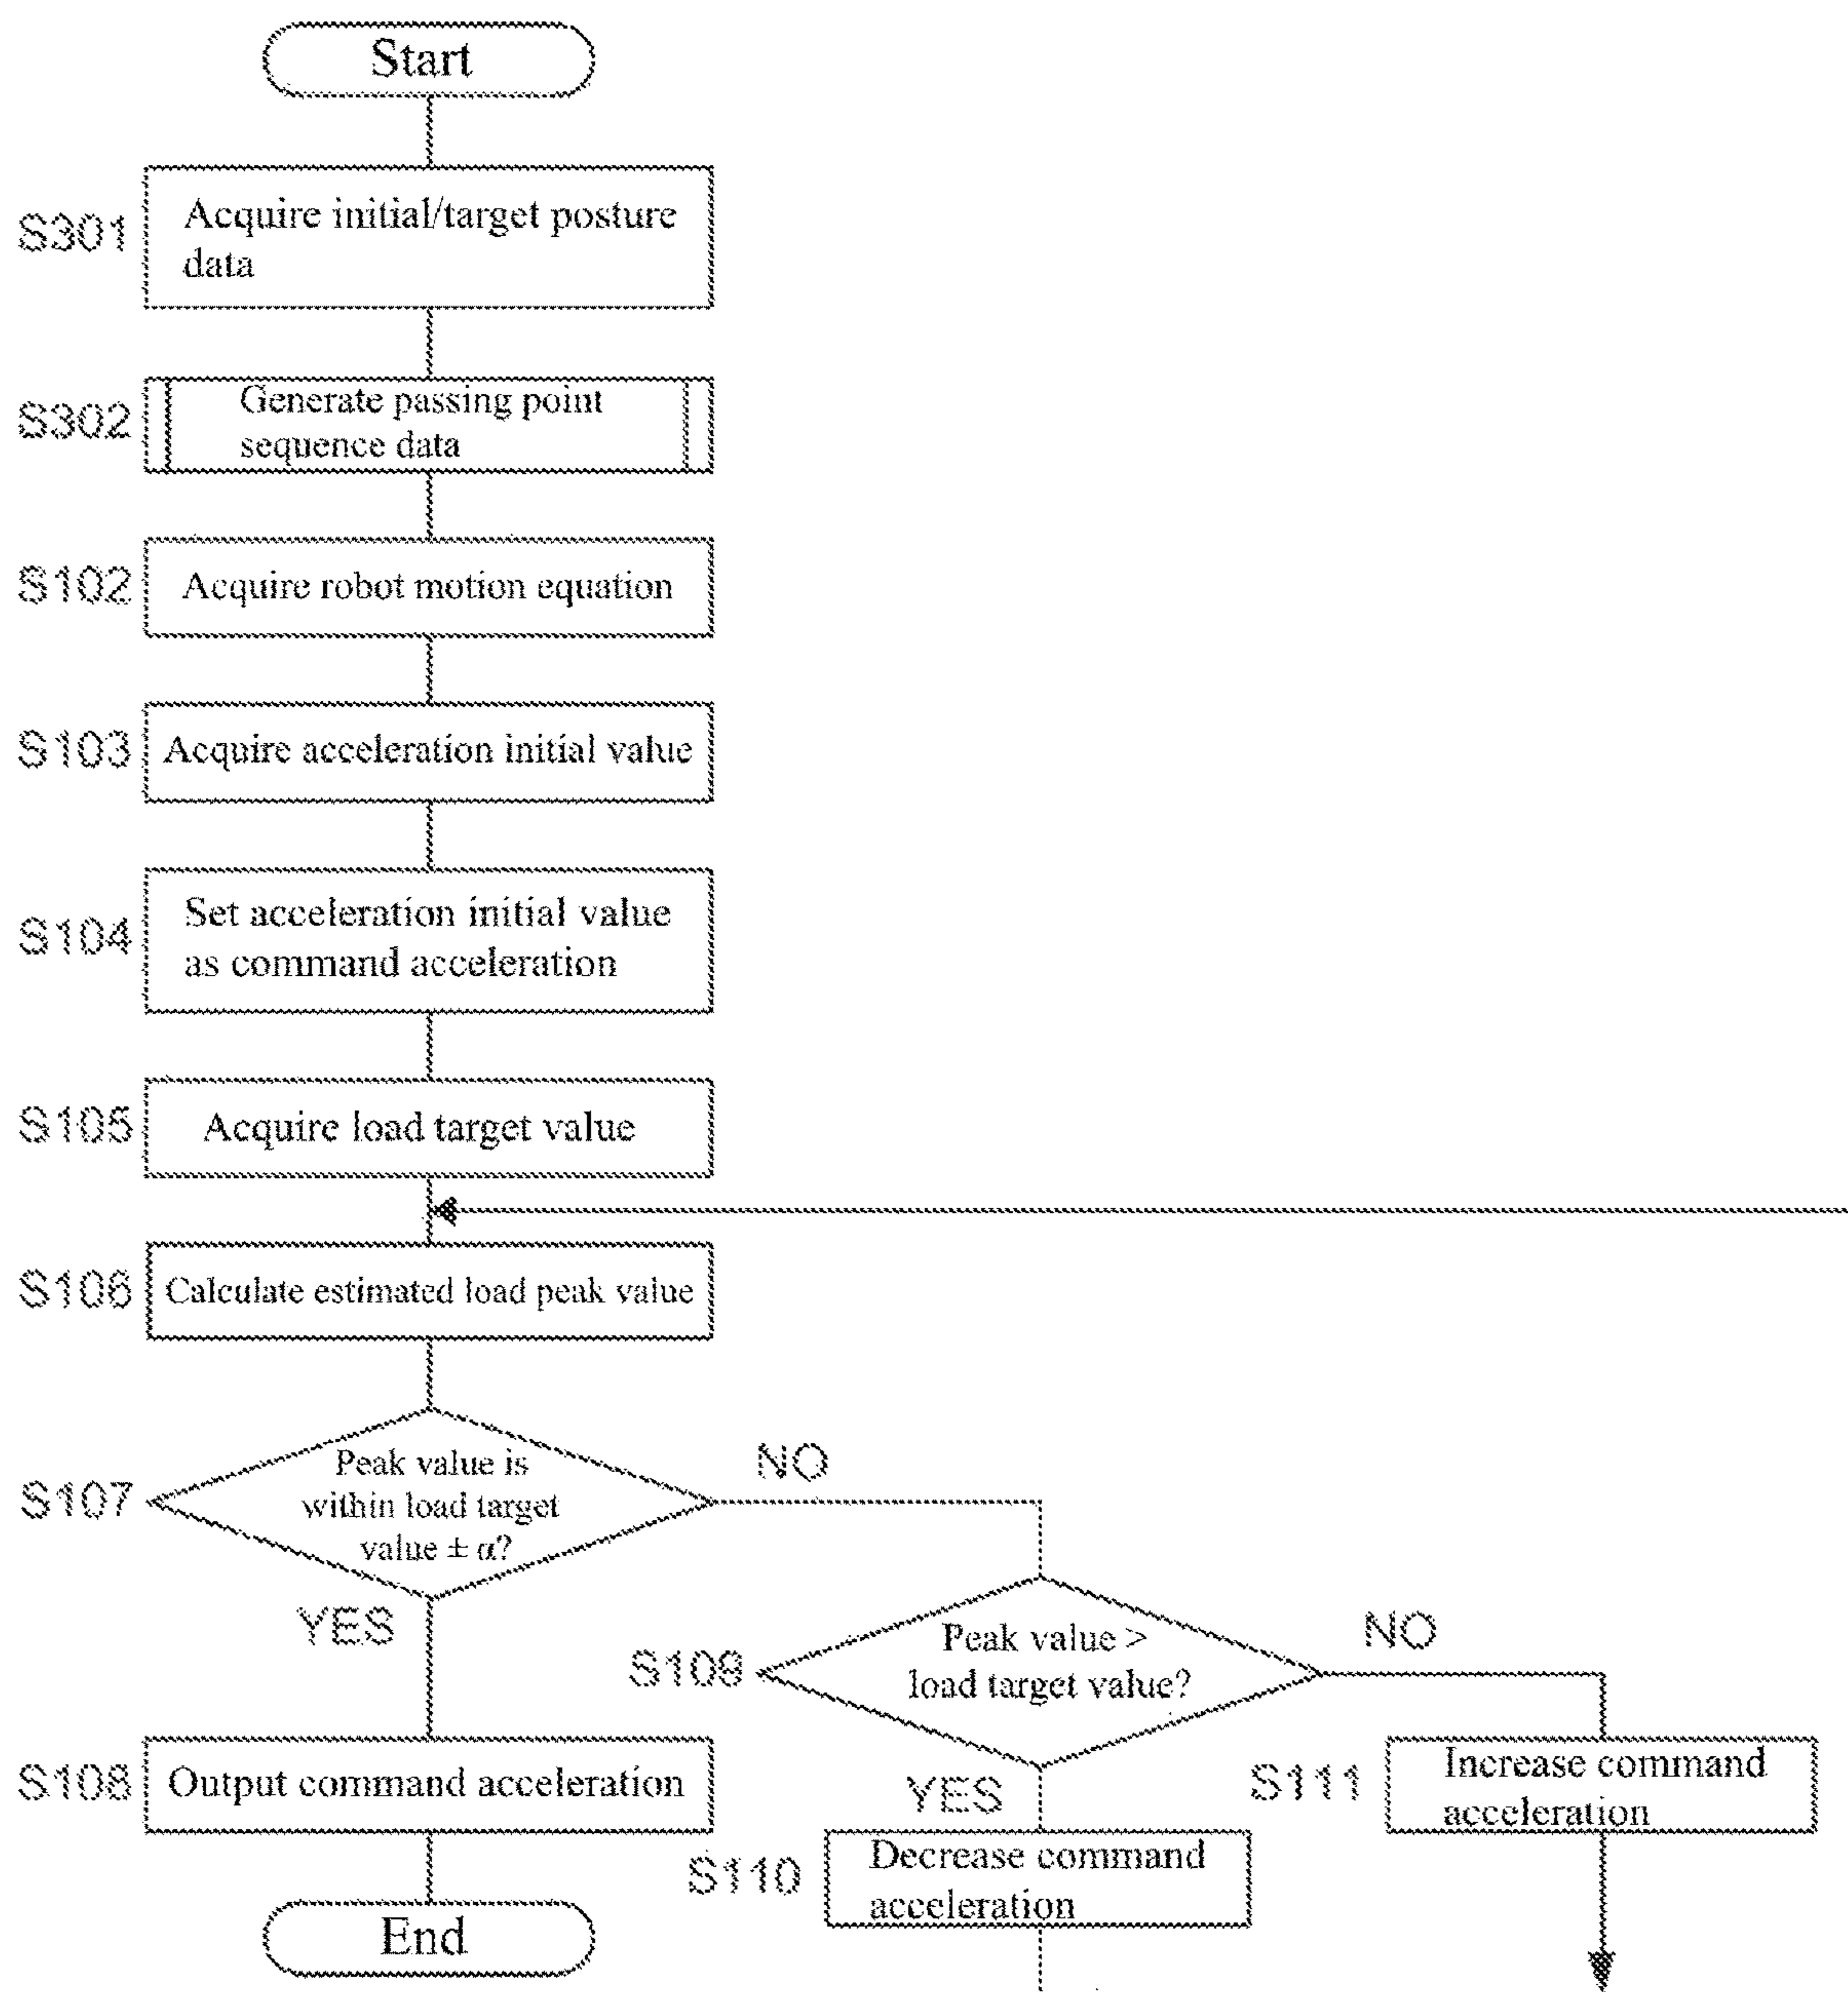 Start
S301
Acquire initial/target posture
data
S302
Generate passing point
sequence data
S102
Acquire robot motion equation
S103
Acquire acceleration initial value
S104
Set acceleration initial value
as command acceleration
S105
Acquire load target value
S106
Calculate estimated load peak value
S107
Peak value is
within load target
value ± α?
NO
YES
S109
Peak value >
load target value?
NO
YES
S108
Output command acceleration
S111
Increase command
acceleration
S110
Decrease command
acceleration
End